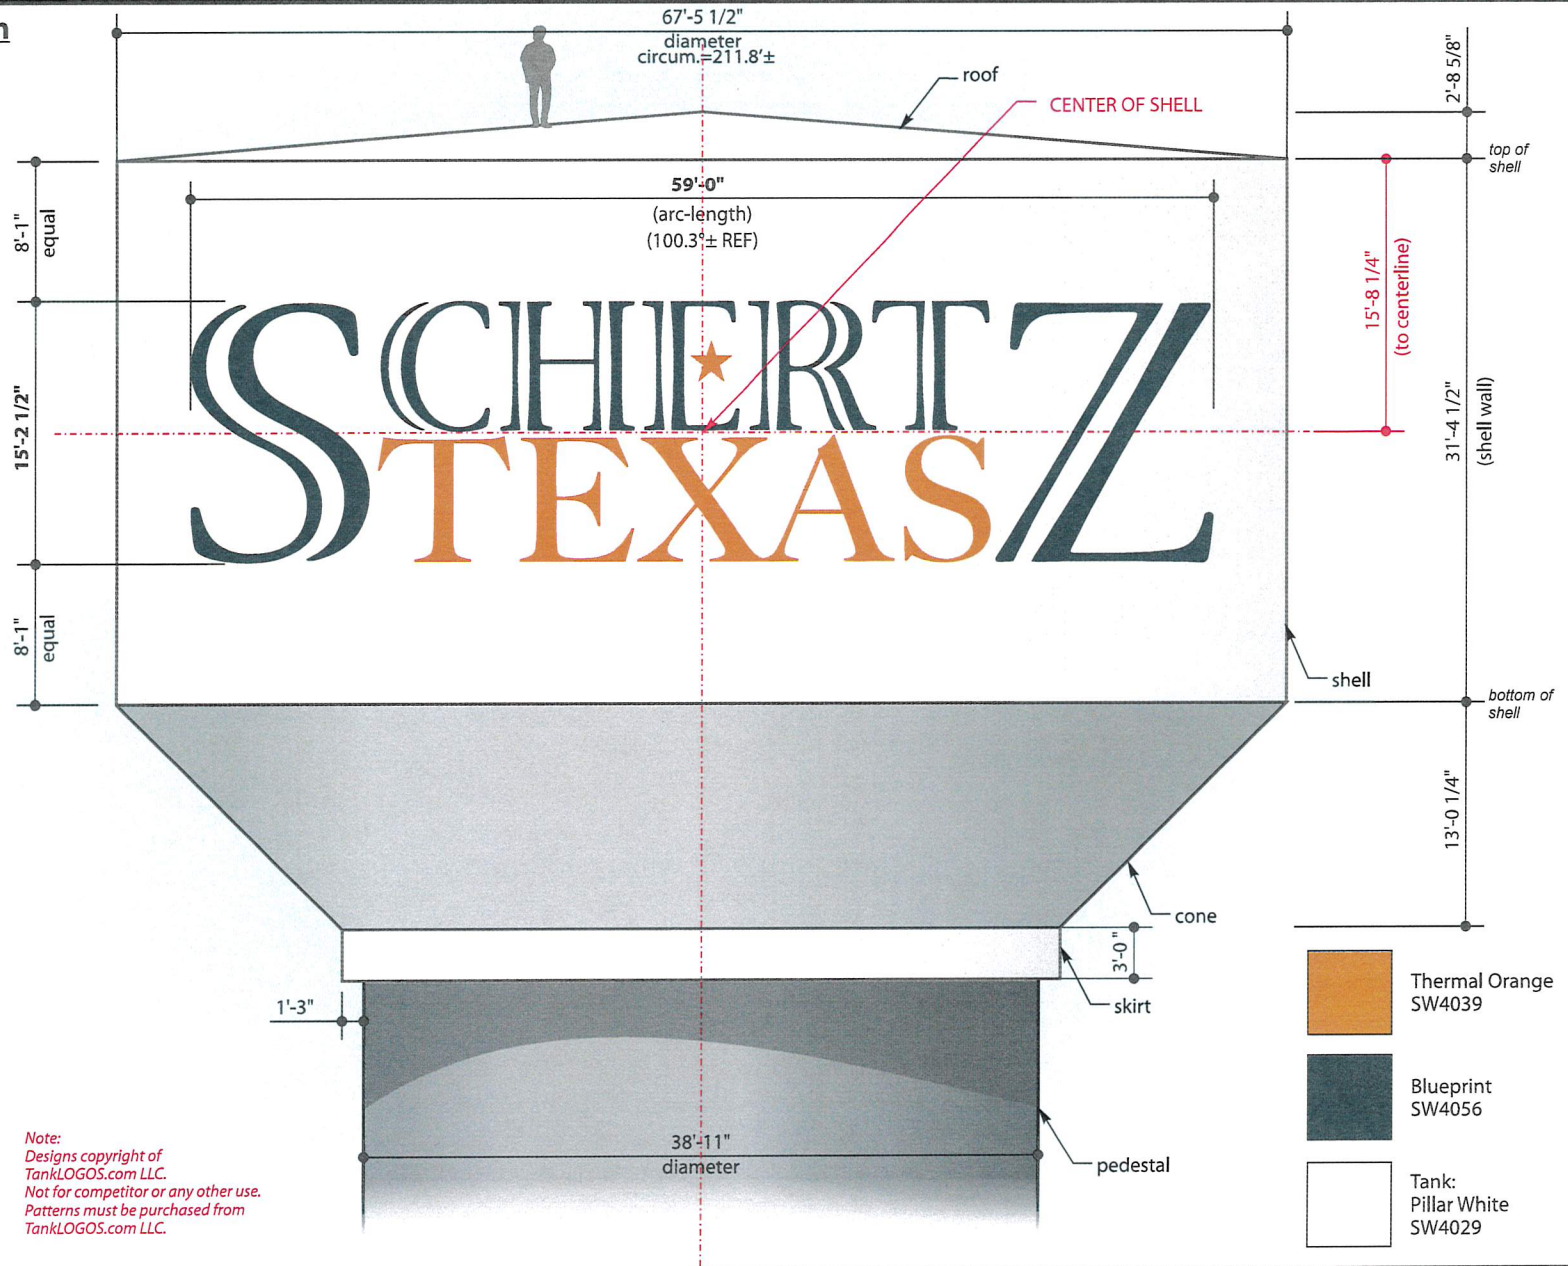 67'-5 1/2"
diameter
circum.=211.8'±
2'-8 5/8"
roof
CENTER OF SHELL
top of
shell
59'-0"
(arc-length)
(100.3°± REF)
8'-1"
equal
15'-8 1/4"
(to centerline)
SCHERTZ
TEXAS
15'-2 1/2"
31'-4 1/2"
(shell wall)
8'-1"
equal
shell
bottom of
shell
13'-0 1/4"
cone
3'-0"
skirt
1'-3"
Thermal Orange
SW4039
Blueprint
SW4056
38'-11"
diameter
pedestal
Tank:
Pillar White
SW4029
Note:
Designs copyright of
TankLOGOS.com LLC.
Not for competitor or any other use.
Patterns must be purchased from
TankLOGOS.com LLC.